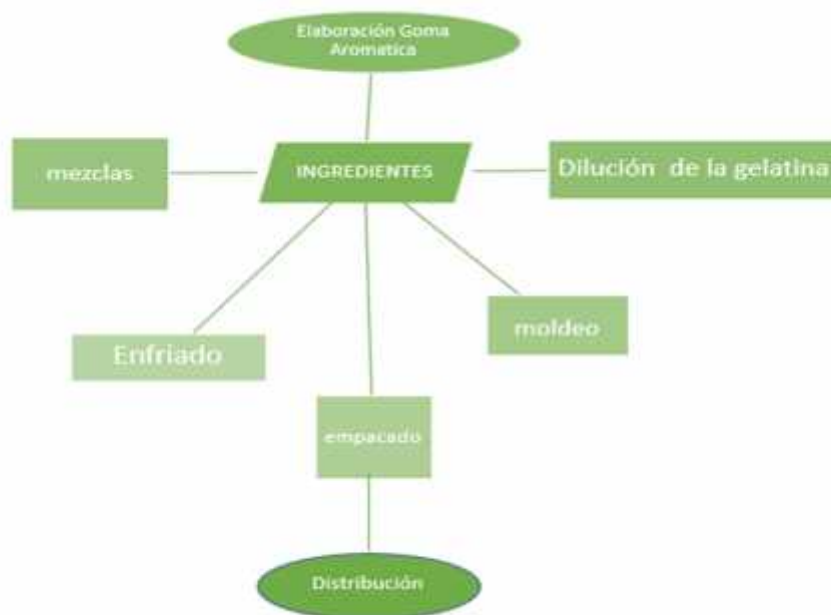 Elaboración Goma
Aromatica
INGREDIENTES
mezclas
Dilución de la gelatina
Enfriado
moldeo
empacado
Distribución